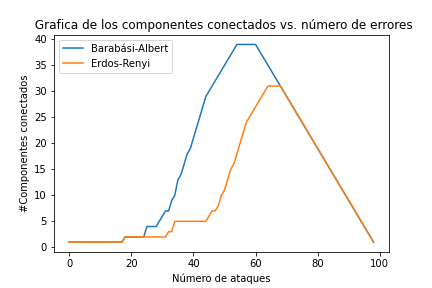 Grafica de los componentes conectados vs. número de errores
Barabási-Albert
Erdos-Renyi
#Componentes conectados
40
35
30
25
20
15
10
5
0
0 20 40 60 80 100
Número de ataques